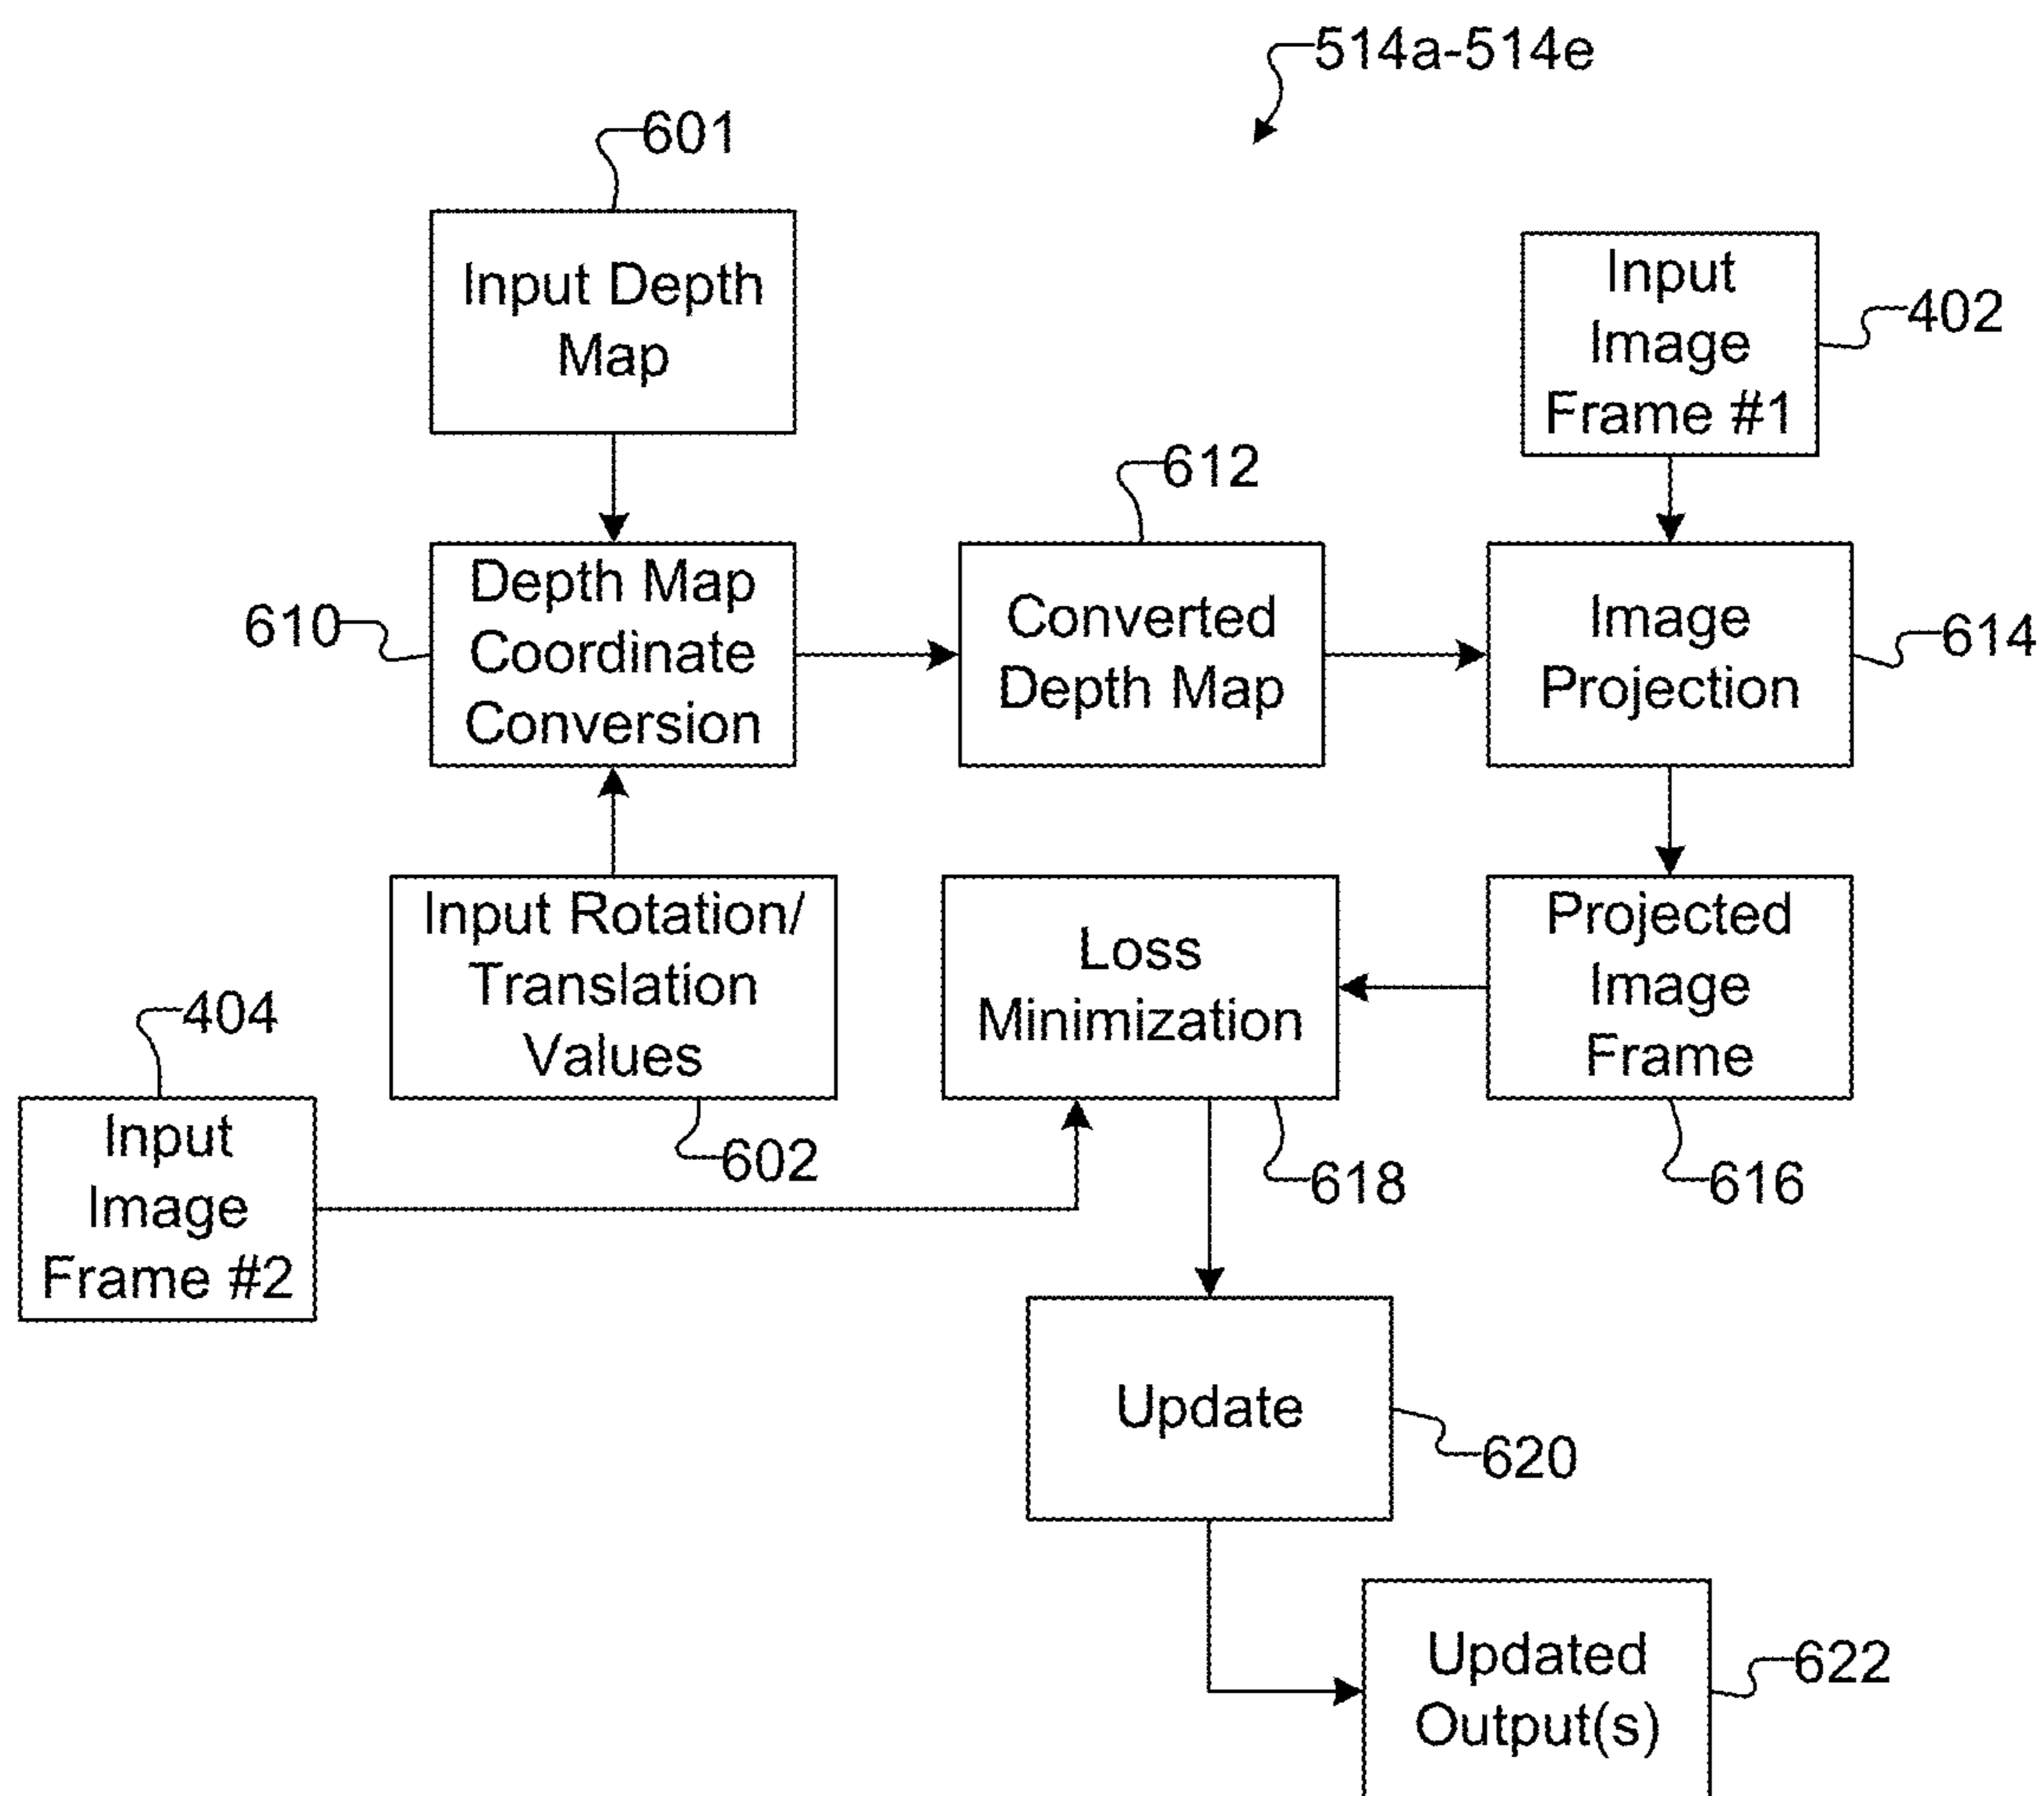 514a-514e
601
Input Depth
Map
Input
Image
Frame #1
402
612
610
Depth Map
Coordinate
Conversion
Converted
Depth Map
Image
Projection
614
Input Rotation/
Translation
Values
602
Loss
Minimization
618
Projected
Image
Frame
616
404
Input
Image
Frame #2
Update
620
Updated
Output(s)
622